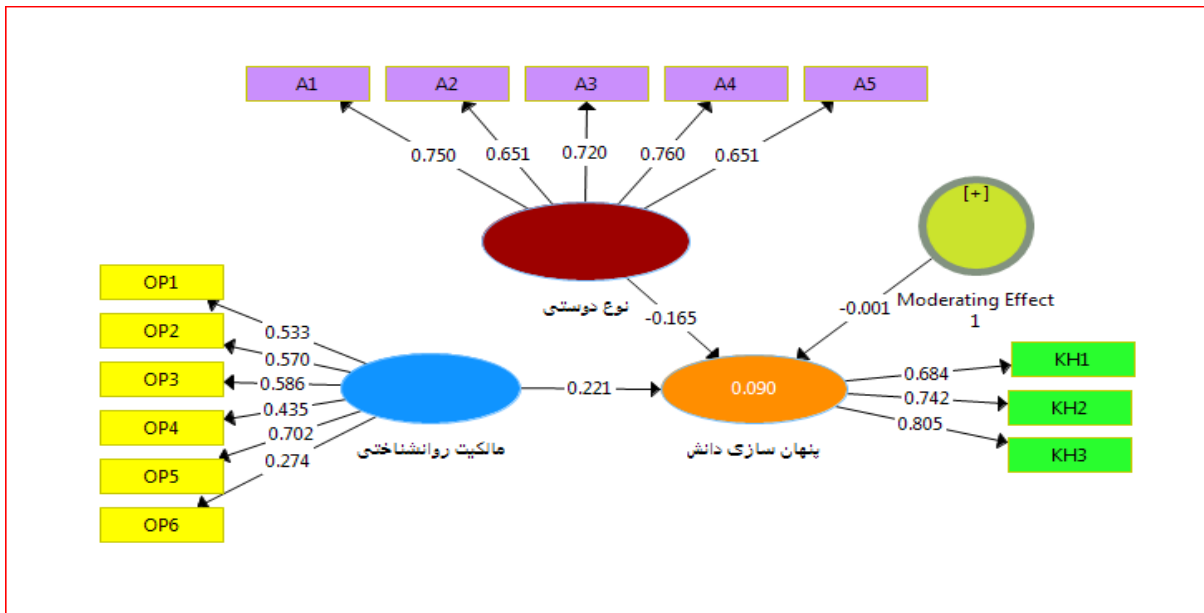 A1
A2
A3
A4
A5
0.750
0.651
0.720
0.760
0.651
[+]
نوع دوستی
Moderating Effect
1
-0.165
-0.001
OP1
OP2
OP3
OP4
OP5
OP6
0.533
0.570
0.586
0.435
0.702
0.274
مالکیت روانشناختی
0.221
0.090
پنهان سازی دانش
0.684
0.742
0.805
KH1
KH2
KH3